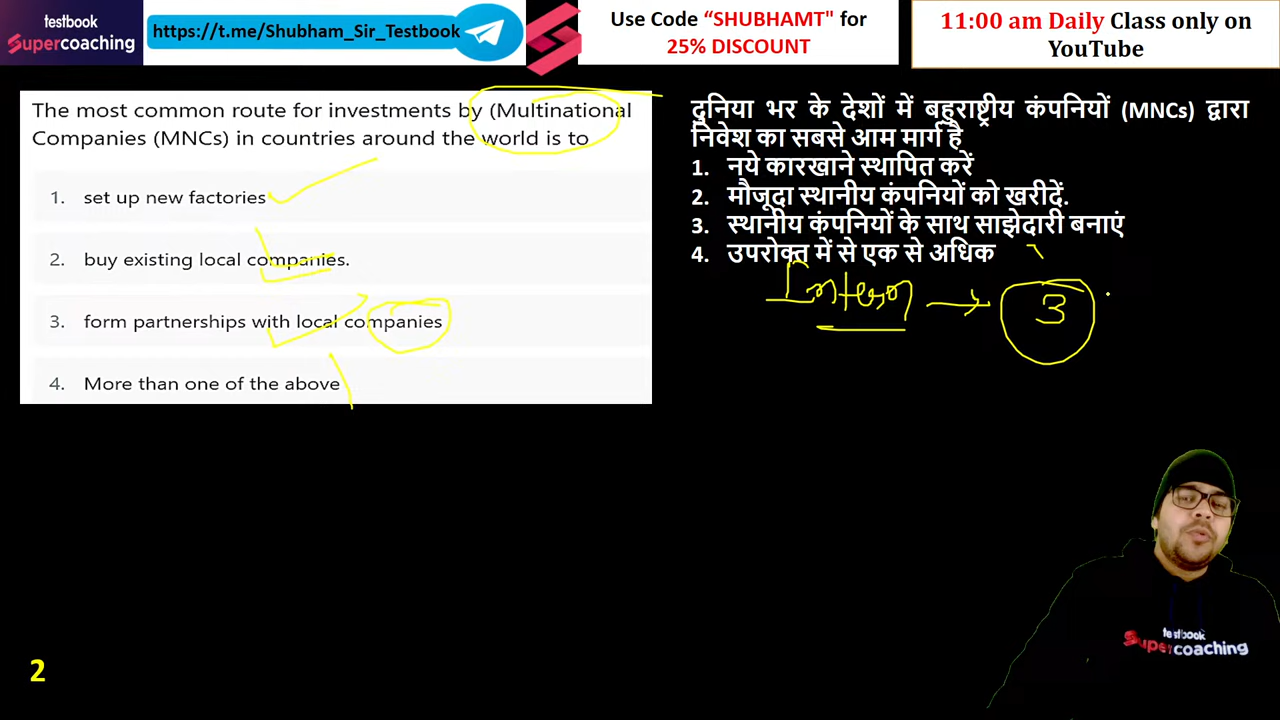 testbook
Supercoaching
https://t.me/Shubham_Sir_Testbook
Use Code “SHUBHAMT" for
25% DISCOUNT
11:00 am Daily Class only on
YouTube
The most common route for investments by (Multinational
Companies (MNCs) in countries around the world is to
1. set up new factories
2. buy existing local companies.
3. form partnerships with local companies
4. More than one of the above
दुनिया भर के देशों में बहुराष्ट्रीय कंपनियों (MNCs) द्वारा
निवेश का सबसे आम मार्ग है
1. नये कारखाने स्थापित करें
2. मौजूदा स्थानीय कंपनियों को खरीदें.
3. स्थानीय कंपनियों के साथ साझेदारी बनाएं
4. उपरोक्त में से एक से अधिक
3
testbook
Supercoaching
2